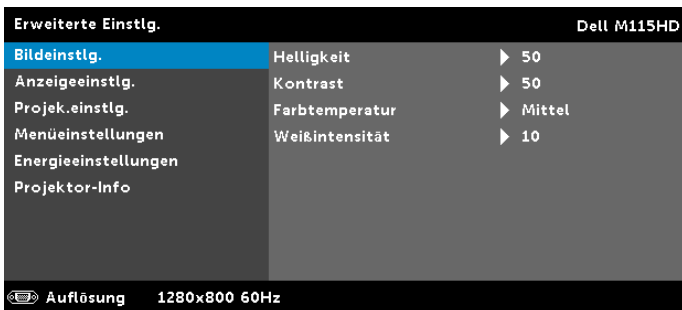 Erweiterte Einstlg. Dell M115HD
Bildeinstlg. Helligkeit 50
Anzeigeeinstlg. Kontrast 50
Projek.einstlg. Farbtemperatur Mittel
Menüeinstellungen Weißintensität 10
Energieeinstellungen
Projektor-Info
Auflösung 1280x800 60Hz